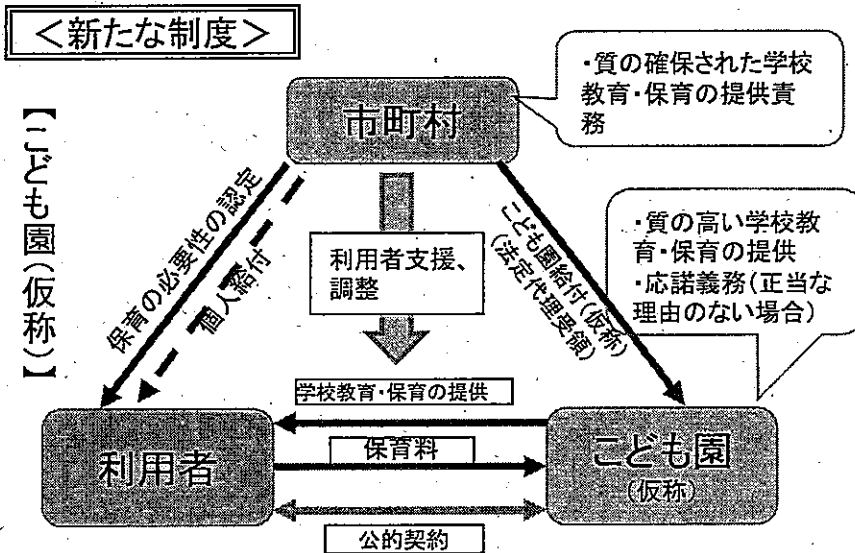 ＜新たな制度＞
【こども園(仮称)】
市町村
・質の確保された学校
教育・保育の提供責
務
保育の必要性の認定
個人給付
利用者支援、
調整
こども園給付(仮称)
(法定代理受領)
・質の高い学校教
育・保育の提供
・応諾義務(正当な
理由のない場合)
学校教育・保育の提供
利用者
保育料
こども園
(仮称)
公的契約